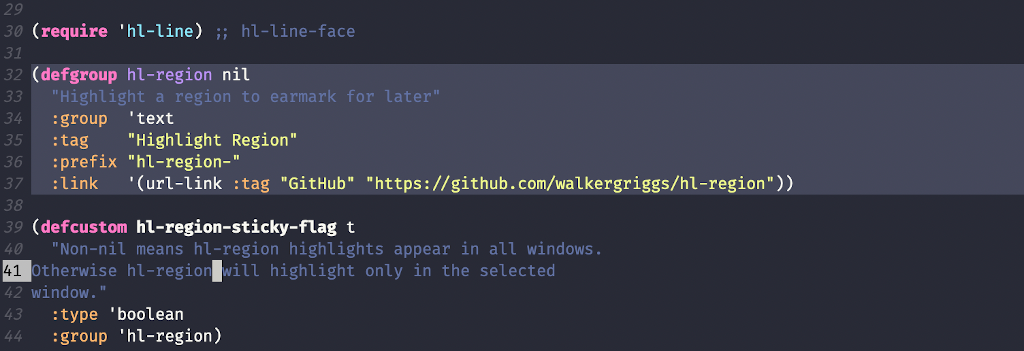 29
30 (require 'hl-line) ;; hl-line-face
31
32 (defgroup hl-region nil
33   "Highlight a region to earmark for later"
34   :group  'text
35   :tag    "Highlight Region"
36   :prefix "hl-region-"
37   :link   '(url-link :tag "GitHub" "https://github.com/walkergriggs/hl-region"))
38
39 (defcustom hl-region-sticky-flag t
40   "Non-nil means hl-region highlights appear in all windows.
41 Otherwise hl-region will highlight only in the selected
42 window."
43   :type 'boolean
44   :group 'hl-region)